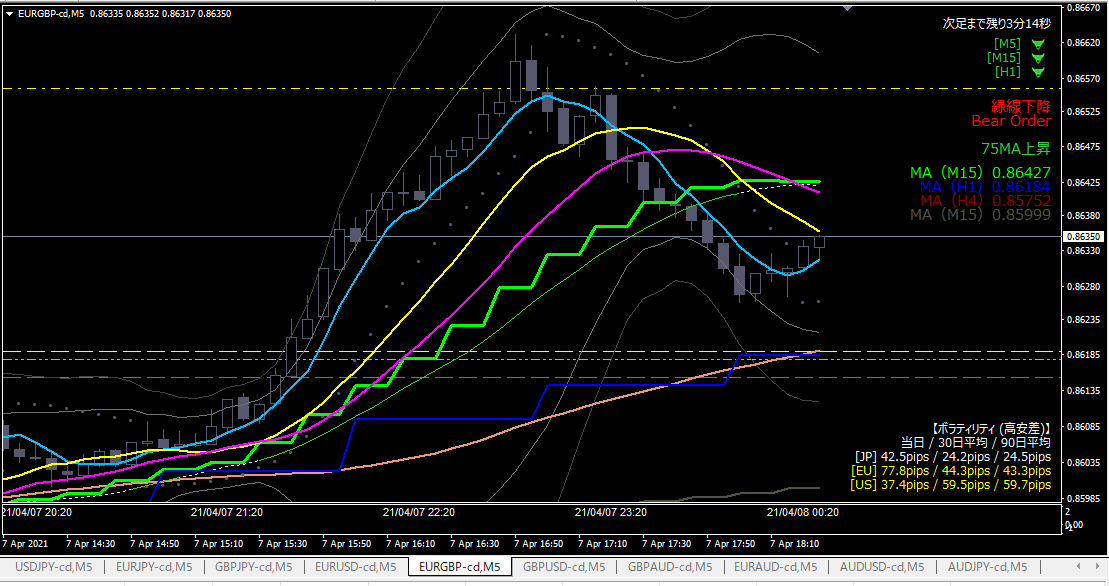 EURGBP-cd,M5 0.86335 0.86352 0.86317 0.86350
次足まで残り3分14秒
[M5]
[M15]
[H1]
緑線下降
Bear Order
75MA上昇
MA (M15) 0.86427
MA (H1) 0.86184
MA (H4) 0.85752
MA (M15) 0.85999
【ボラティリティ (高安差)】
当日 / 30日平均 / 90日平均
[JP] 42.5pips / 24.2pips / 24.5pips
[EU] 77.8pips / 44.3pips / 43.3pips
[US] 37.4pips / 59.5pips / 59.7pips
0.86670
0.86620
0.86570
0.86525
0.86475
0.86425
0.86380
0.86350
0.86330
0.86280
0.86235
0.86185
0.86135
0.86085
0.86035
0.85985
21/04/07 20:20 21/04/07 21:20 21/04/07 22:20 21/04/07 23:20 21/04/08 00:20
2
0.00
7 Apr 2021 7 Apr 14:30 7 Apr 14:50 7 Apr 15:10 7 Apr 15:30 7 Apr 15:50 7 Apr 16:10 7 Apr 16:30 7 Apr 16:50 7 Apr 17:10 7 Apr 17:30 7 Apr 17:50 7 Apr 18:10
USDJPY-cd,M5 EURJPY-cd,M5 GBPJPY-cd,M5 EURUSD-cd,M5 EURGBP-cd,M5 GBPUSD-cd,M5 GBPAUD-cd,M5 EURAUD-cd,M5 AUDUSD-cd,M5 AUDJPY-cd,M5